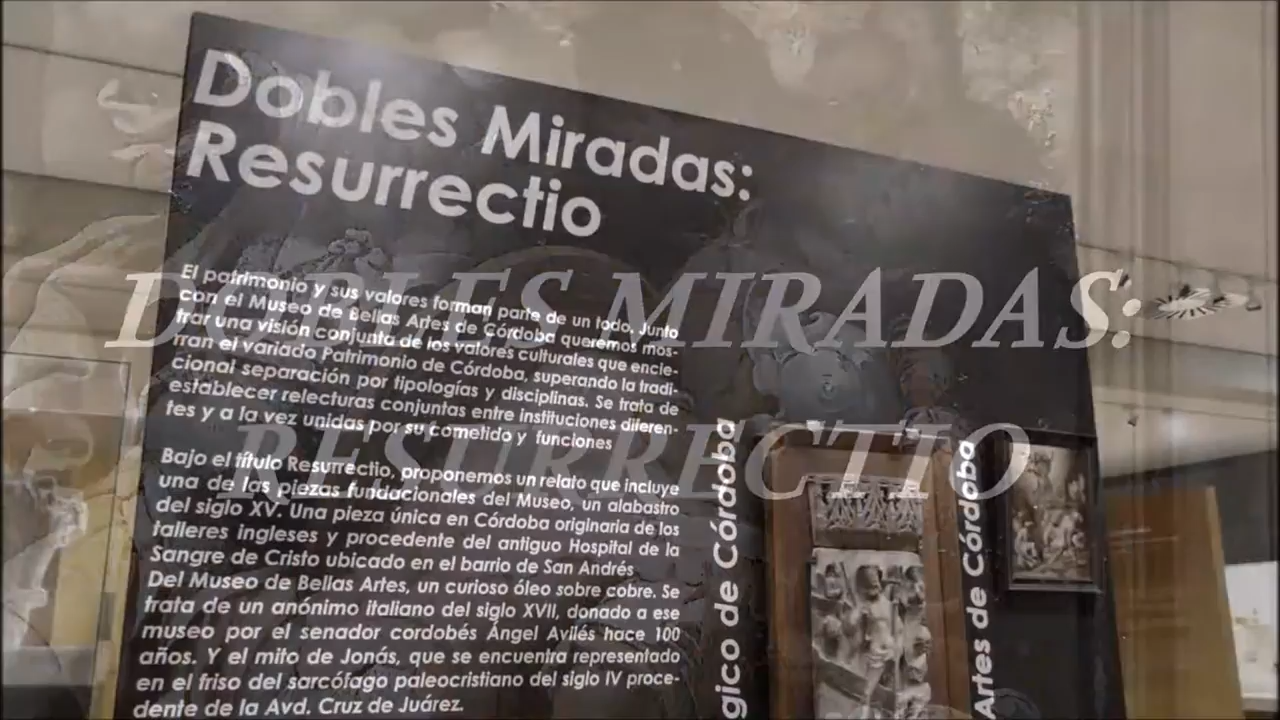 Dobles Miradas:
Resurrectio
El patrimonio y sus valores forman parte de un todo. Junto
con el Museo de Bellas Artes de Córdoba queremos mos-
trar una visión conjunta de los valores culturales que encie-
rran el variado Patrimonio de Córdoba, superando la tradi-
cional separación por tipologías y disciplinas. Se trata de
establecer relecturas conjuntas entre instituciones diferen-
tes y a la vez unidas por su cometido y funciones
Bajo el título Resurrectio, proponemos un relato que incluye
una de las piezas fundacionales del Museo, un alabastro
del siglo XV. Una pieza única en Córdoba originaria de los
talleres ingleses y procedente del antiguo Hospital de la
Sangre de Cristo ubicado en el barrio de San Andrés
Del Museo de Bellas Artes, un curioso óleo sobre cobre. Se
trata de un anónimo italiano del siglo XVII, donado a ese
museo por el senador cordobés Ángel Avilés hace 100
años. Y el mito de Jonás, que se encuentra representado
en el friso del sarcófago paleocristiano del siglo IV proce-
dente de la Avd. Cruz de Juárez.
DOBLES MIRADAS:
RESURRECTIO
gico de Córdoba
Artes de Córdoba